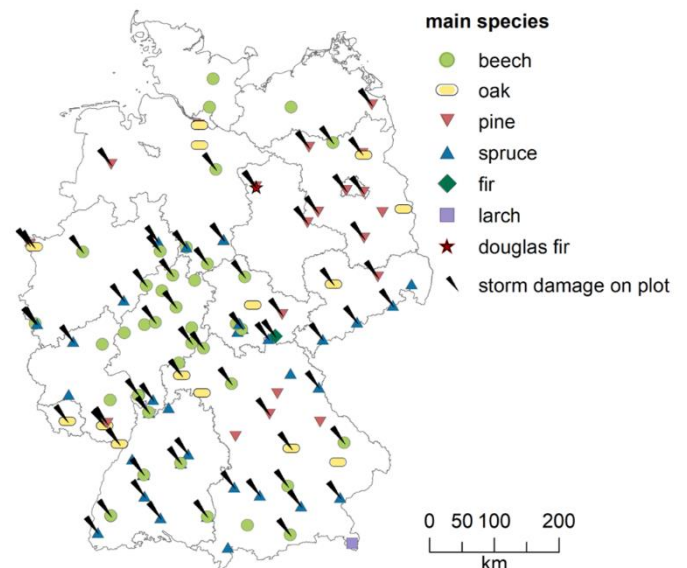 main species
beech
oak
pine
spruce
fir
larch
douglas fir
storm damage on plot
0 50 100 200
km